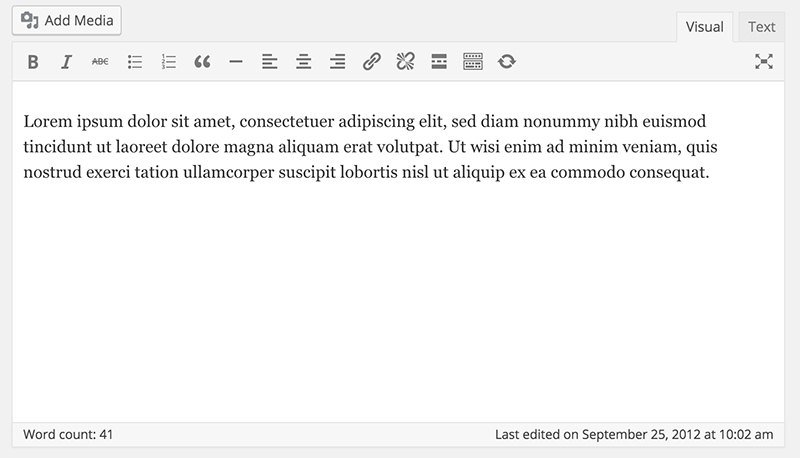 Add Media
Visual Text
B I ABC
Lorem ipsum dolor sit amet, consectetuer adipiscing elit, sed diam nonummy nibh euismod
tincidunt ut laoreet dolore magna aliquam erat volutpat. Ut wisi enim ad minim veniam, quis
nostrud exerci tation ullamcorper suscipit lobortis nisl ut aliquip ex ea commodo consequat.
Word count: 41 Last edited on September 25, 2012 at 10:02 am